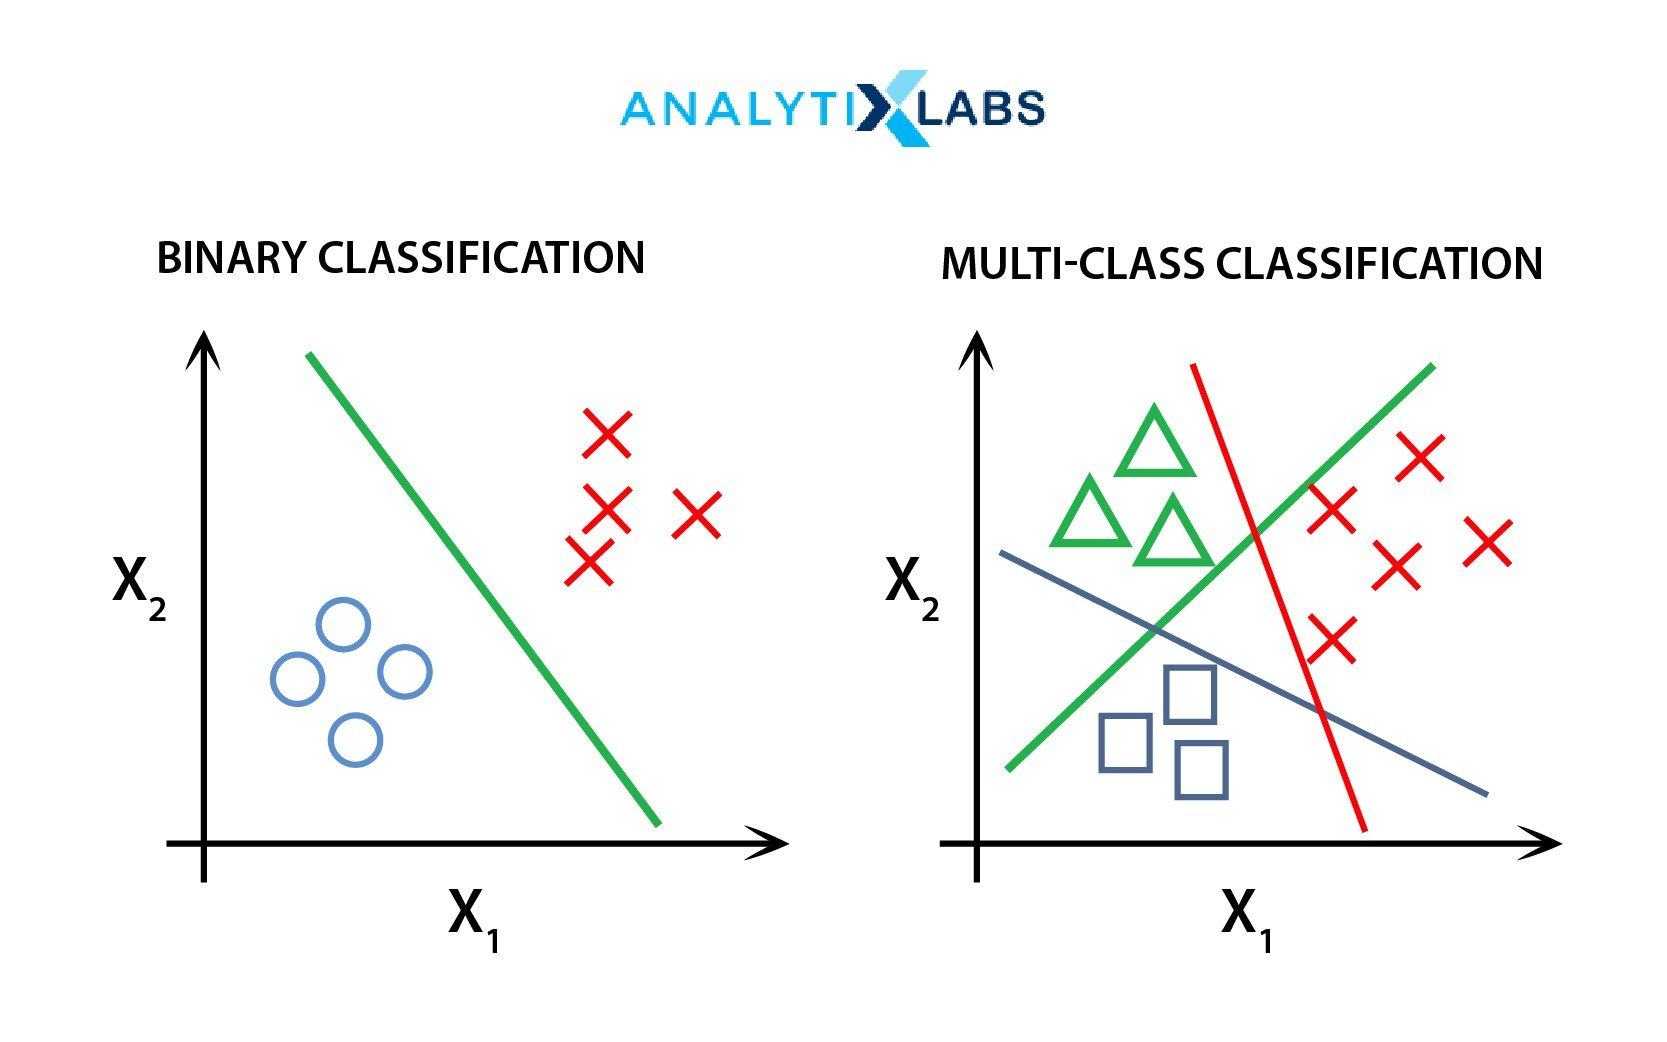 ANALYTIXLABS
BINARY CLASSIFICATION
X2
X1
MULTI-CLASS CLASSIFICATION
X2
X1